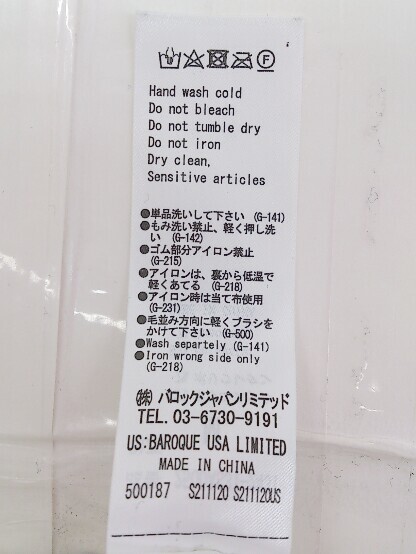 Hand wash cold
Do not bleach
Do not tumble dry
Do not iron
Dry clean,
Sensitive articles
●単品洗いして下さい (G-141)
●もみ洗い禁止、軽く押し洗
い (G-142)
●ゴム部分アイロン禁止
(G-215)
●アイロンは、裏から低温で
軽くあてる (G-218)
●アイロン時は当て布使用
(G-231)
●毛並み方向に軽くブラシを
かけて下さい (G-500)
●Wash separtely (G-141)
●Iron wrong side only
(G-218)
㈱ バロックジャパンリミテッド
TEL. 03-6730-9191
US:BAROQUE USA LIMITED
MADE IN CHINA
500187 S211120 S211120US